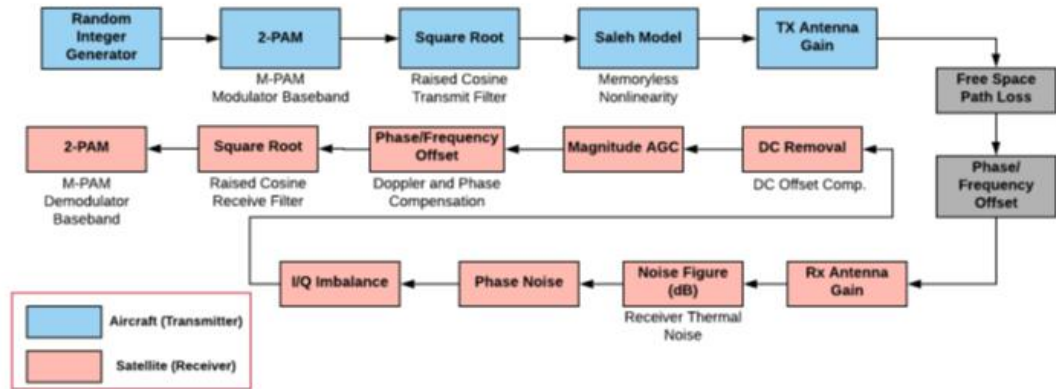 Random
Integer
Generator
2-PAM
M-PAM
Modulator Baseband
Square Root
Raised Cosine
Transmit Filter
Saleh Model
Memoryless
Nonlinearity
TX Antenna
Gain
Free Space
Path Loss
Phase/
Frequency
Offset
2-PAM
M-PAM
Demodulator
Baseband
Square Root
Raised Cosine
Receive Filter
Phase/Frequency
Offset
Doppler and Phase
Compensation
Magnitude AGC
DC Removal
DC Offset Comp.
I/Q Imbalance
Phase Noise
Noise Figure
(dB)
Receiver Thermal
Noise
Rx Antenna
Gain
Aircraft (Transmitter)
Satellite (Receiver)